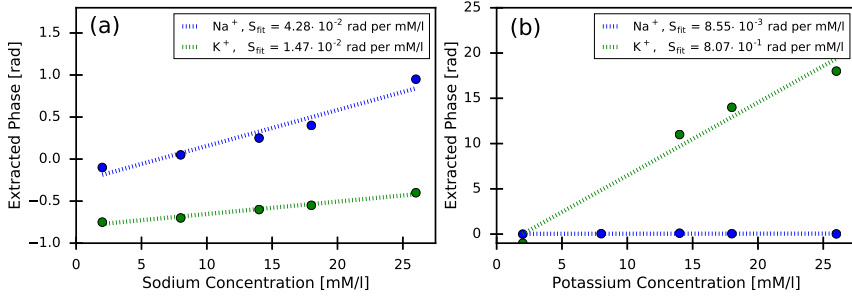 (a)
Na⁺, S_fit = 4.28· 10⁻² rad per mM/l
K⁺, S_fit = 1.47· 10⁻² rad per mM/l
Extracted Phase [rad]
1.5
1.0
0.5
0.0
−0.5
−1.0
0 5 10 15 20 25
Sodium Concentration [mM/l]
(b)
Na⁺, S_fit = 8.55· 10⁻³ rad per mM/l
K⁺, S_fit = 8.07· 10⁻¹ rad per mM/l
Extracted Phase [rad]
25
20
15
10
5
0
0 5 10 15 20 25
Potassium Concentration [mM/l]